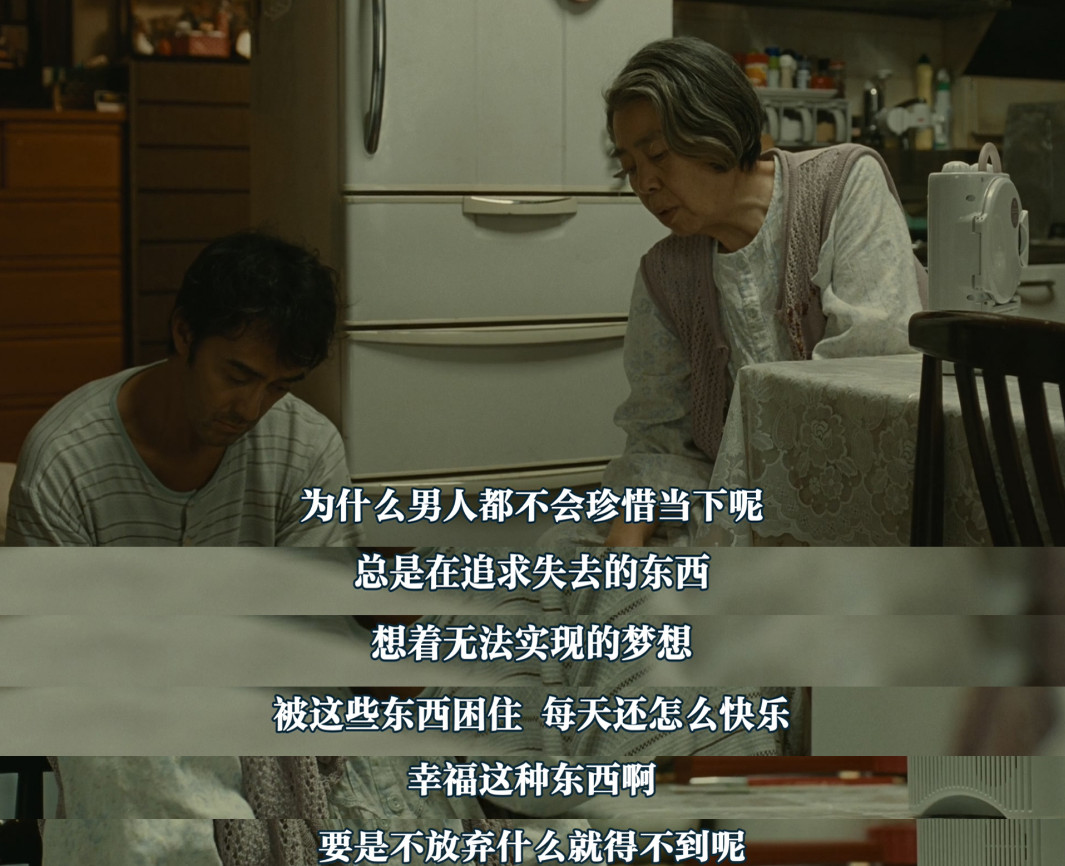 为什么男人都不会珍惜当下呢
总是在追求失去的东西
想着无法实现的梦想
被这些东西困住 每天还怎么快乐
幸福这种东西啊
要是不放弃什么就得不到呢